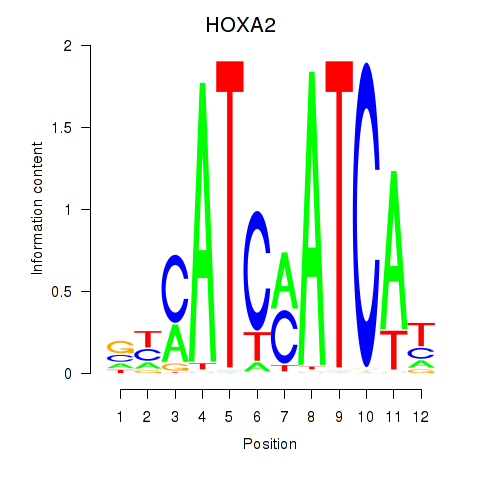 HOXA2
2
1.5
1
0.5
0
Information content
G T C A T C A A T C A T
C C A T T C T T C
A A G A T A
T G G
1 2 3 4 5 6 7 8 9 10 11 12
Position